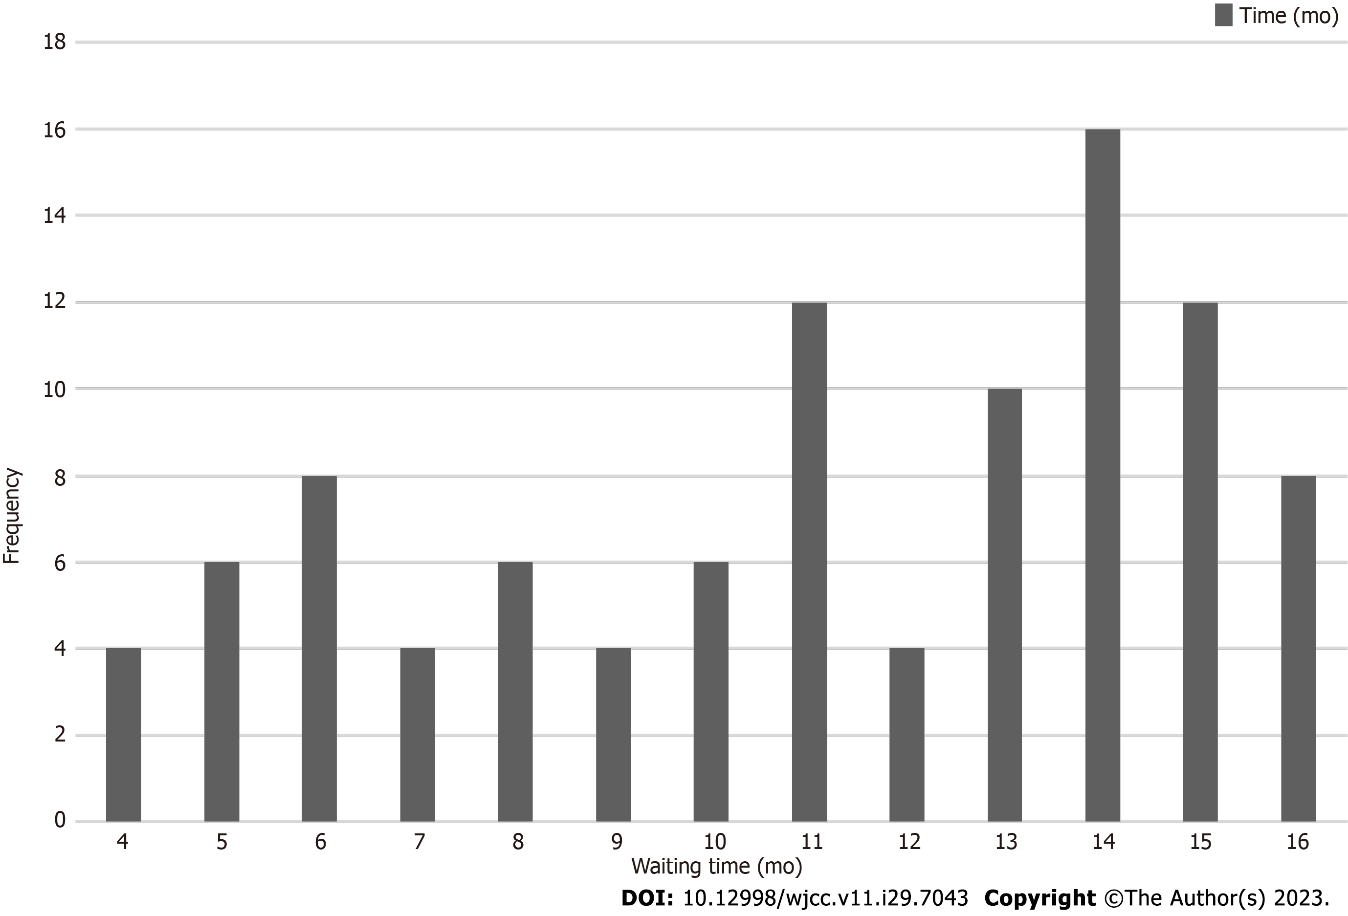 Time (mo)
18
16
14
12
10
8
6
4
2
0
Frequency
4 5 6 7 8 9 10 11 12 13 14 15 16
Waiting time (mo)
DOI: 10.12998/wjcc.v11.i29.7043 Copyright ©The Author(s) 2023.